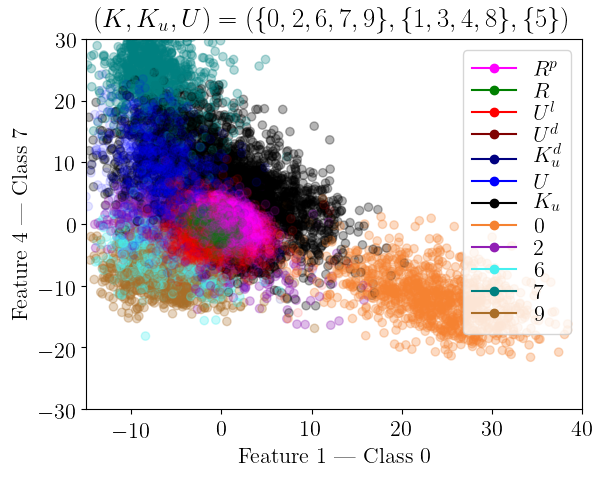 (K, K_u, U) = ({0, 2, 6, 7, 9}, {1, 3, 4, 8}, {5})
30
20
10
0
−10
−20
−30
Feature 4 — Class 7
R^p
R
U^l
U^d
K_u^d
U
K_u
0
2
6
7
9
−10
0
10
20
30
40
Feature 1 — Class 0